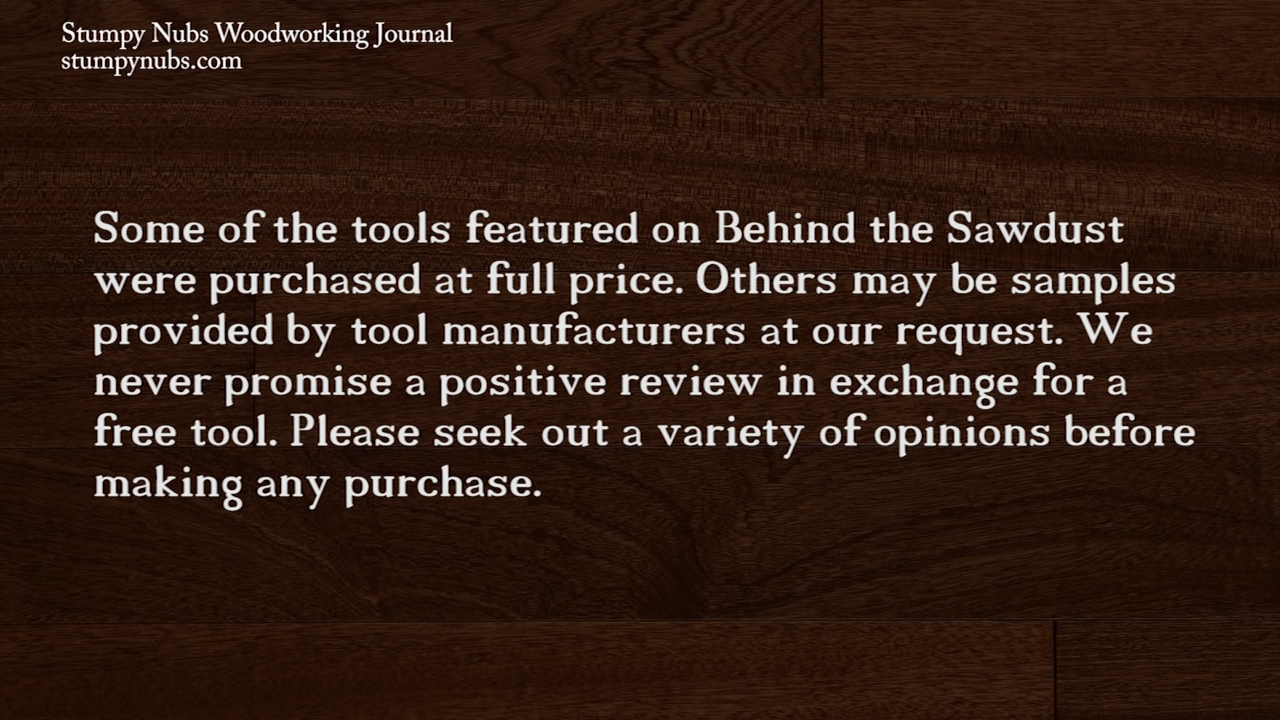 Stumpy Nubs Woodworking Journal
stumpynubs.com
Some of the tools featured on Behind the Sawdust
were purchased at full price. Others may be samples
provided by tool manufacturers at our request. We
never promise a positive review in exchange for a
free tool. Please seek out a variety of opinions before
making any purchase.